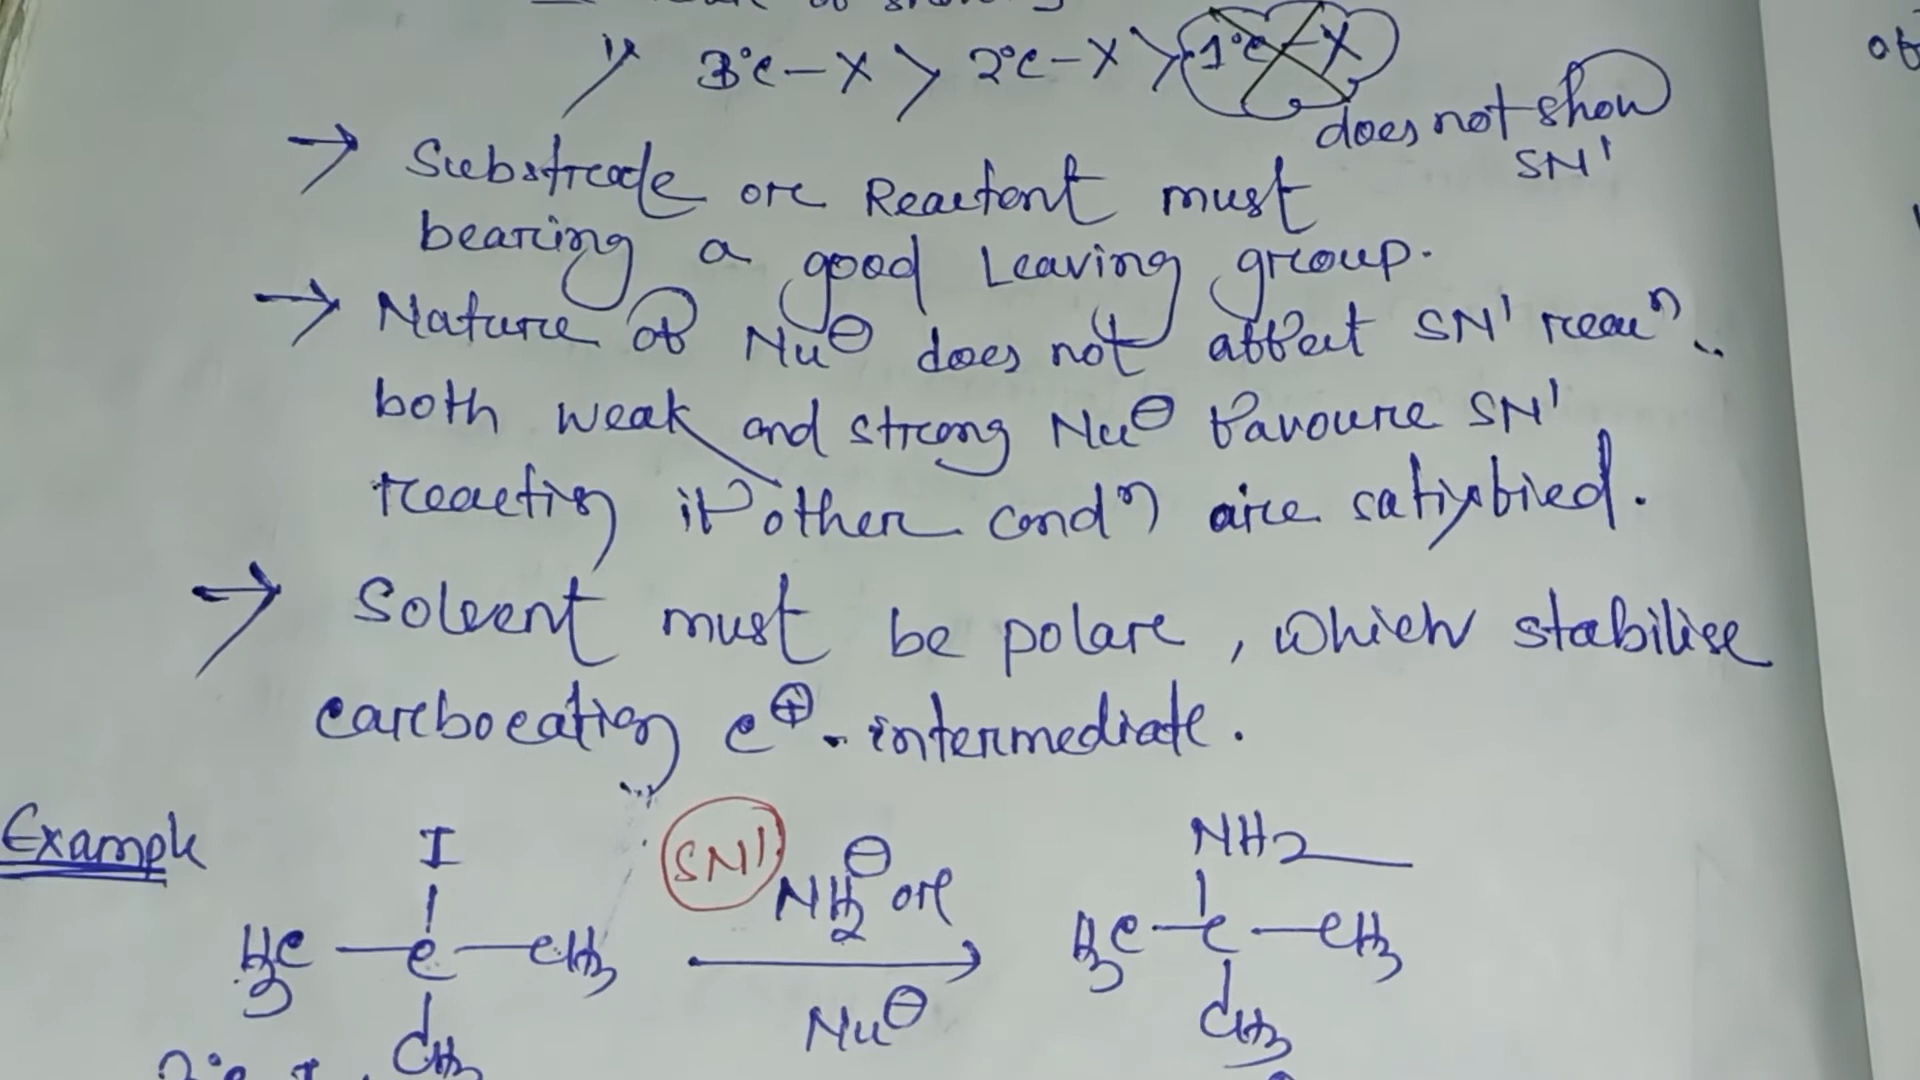 1) 3°C-X > 2°C-X > 1°C-X
does not show
SN1
→ Substrate or Reactant must
bearing a good Leaving group.
→ Nature of Nu⊖ does not affect SN1 reacn
both weak and strong Nu⊖ favour SN1
reaction if other condn are satisfied.
→ Solvent must be polar, which stabilise
carbocation C⊕ intermediate.
Example
I
H3C-C-CH3
CH3
SN1
NH2⊖ or
Nu⊖
NH2
H3C-C-CH3
CH3